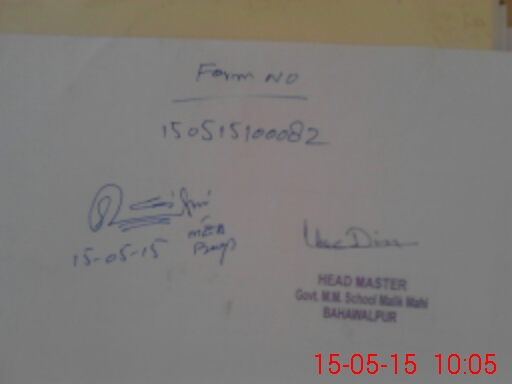 Form NO
150515100082
15-05-15
MEA
HEAD MASTER
Govt. M.M. School Malik Mahi
BAHAWALPUR
15-05-15 10:05